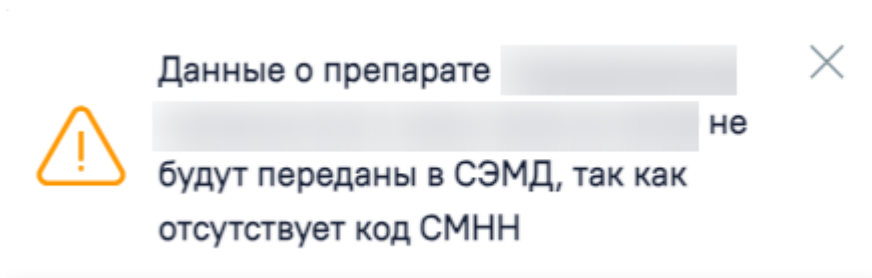 Данные о препарате
не
будут переданы в СЭМД, так как
отсутствует код СМНН